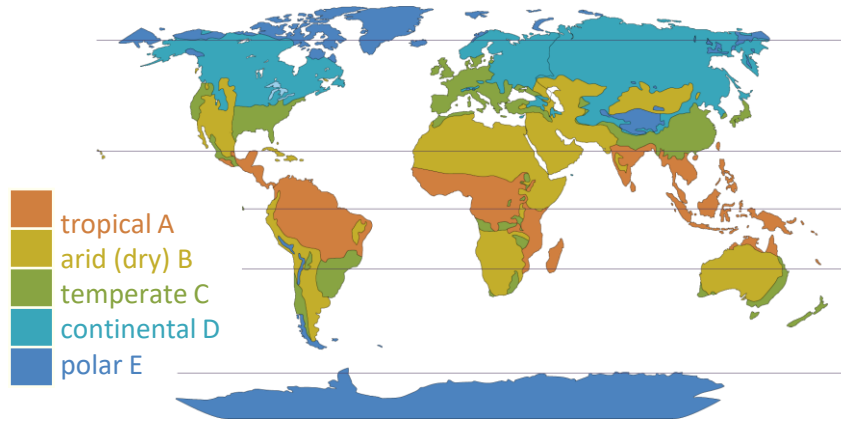 tropical A
arid (dry) B
temperate C
continental D
polar E